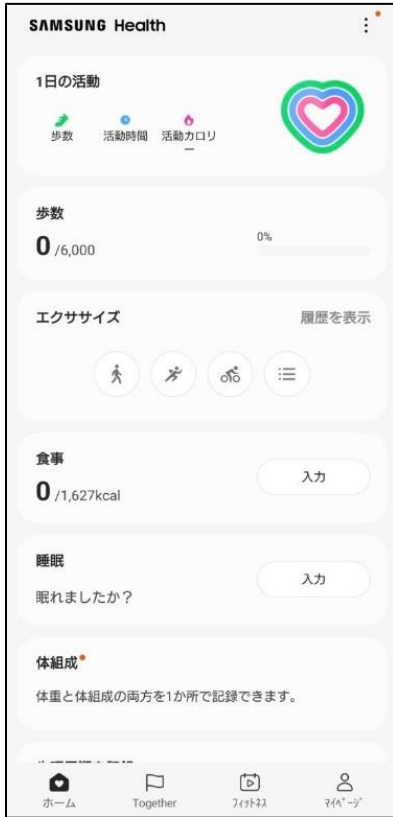 SAMSUNG Health
1日の活動
歩数 活動時間 活動カロリ
ー
歩数
0 /6,000
0%
エクササイズ 履歴を表示
食事
0 /1,627kcal
入力
睡眠
眠れましたか？
入力
体組成
体重と体組成の両方を1か所で記録できます。
ホーム Together ﾌｨｯﾄﾈｽ ﾏｲﾍﾟｰｼﾞ